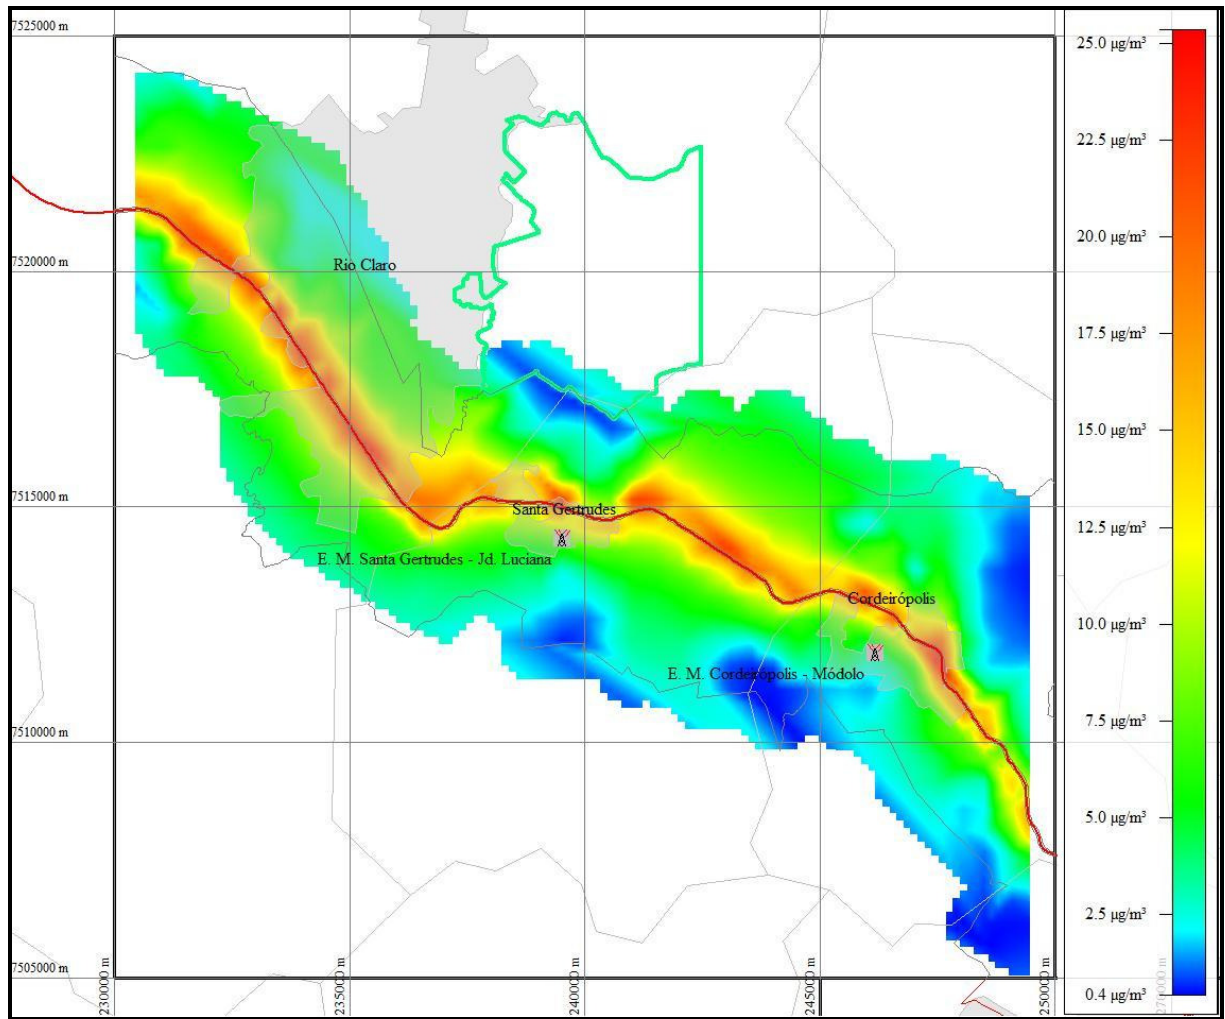 7525000 m
7520000 m
7515000 m
7510000 m
7505000 m
Rio Claro
Santa Gertrudes
E. M. Santa Gertrudes - Jd. Luciana
Cordeirópolis
E. M. Cordeirópolis - Módolo
230000 m
235000 m
240000 m
245000 m
250000 m
270000 m
25.0 µg/m³
22.5 µg/m³
20.0 µg/m³
17.5 µg/m³
15.0 µg/m³
12.5 µg/m³
10.0 µg/m³
7.5 µg/m³
5.0 µg/m³
2.5 µg/m³
0.4 µg/m³